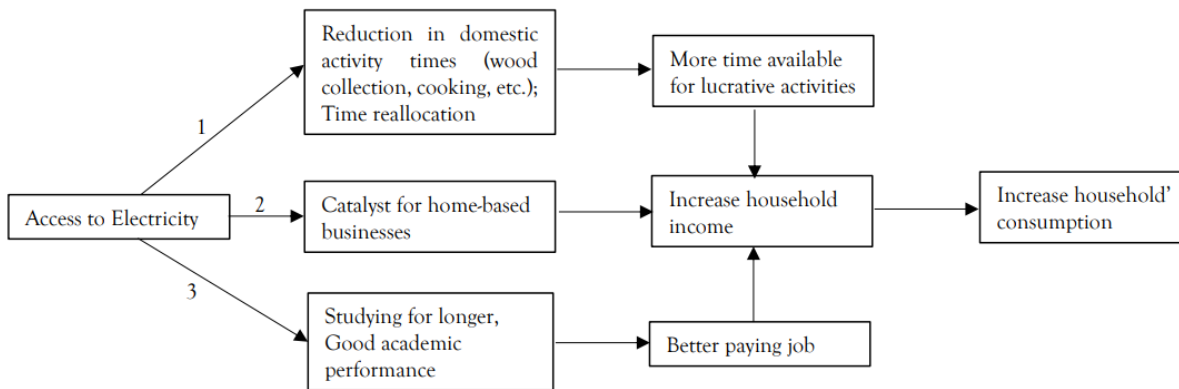 Reduction in domestic
activity times (wood
collection, cooking, etc.);
Time reallocation
More time available
for lucrative activities
1
Access to Electricity
2
Catalyst for home-based
businesses
Increase household
income
Increase household’
consumption
3
Studying for longer,
Good academic
performance
Better paying job